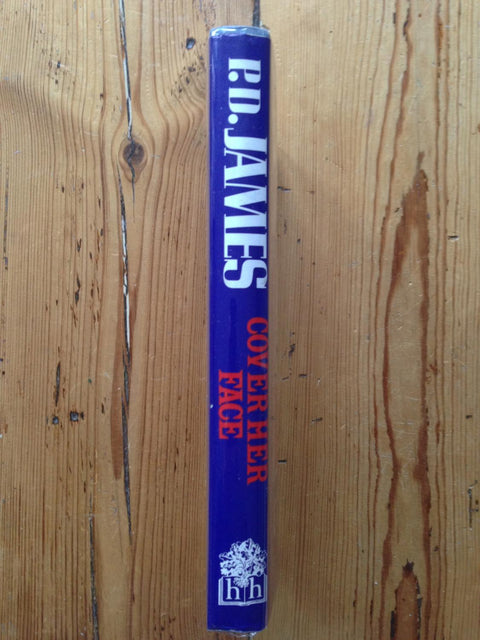 P.D. JAMES
COVER HER
FACE
h h